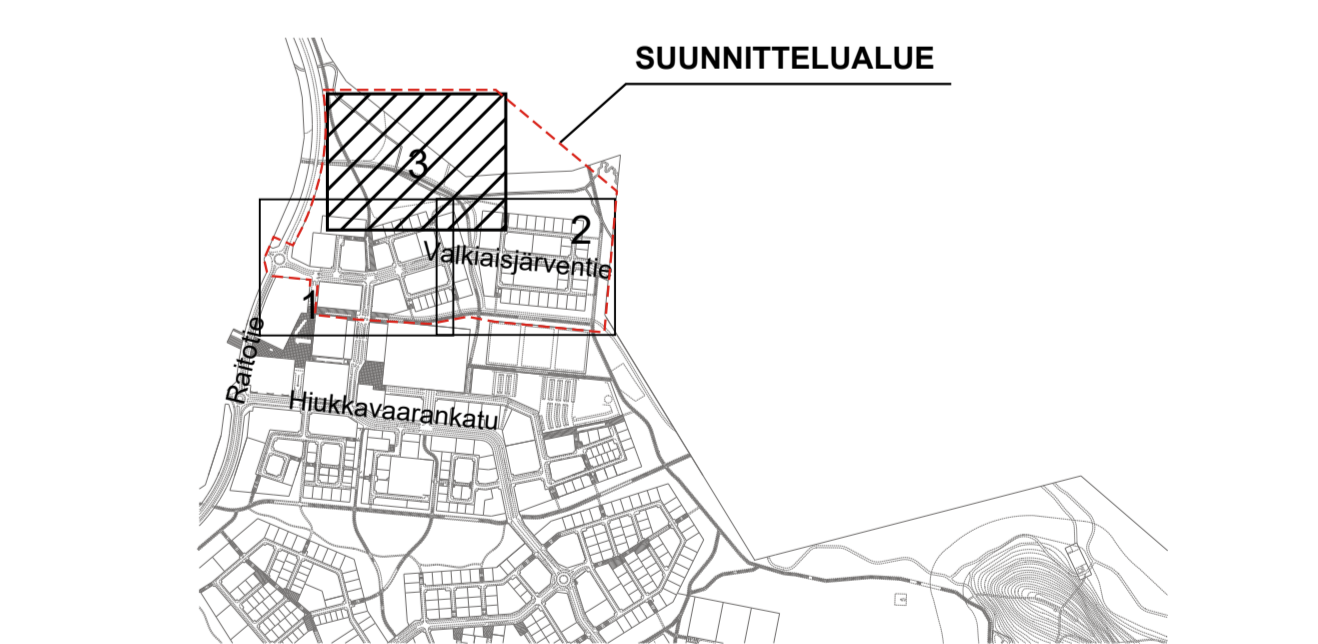 SUUNNITTELUALUE
3
2
Valkiaisjärventie
1
Raitotie
Hiukkavaarankatu